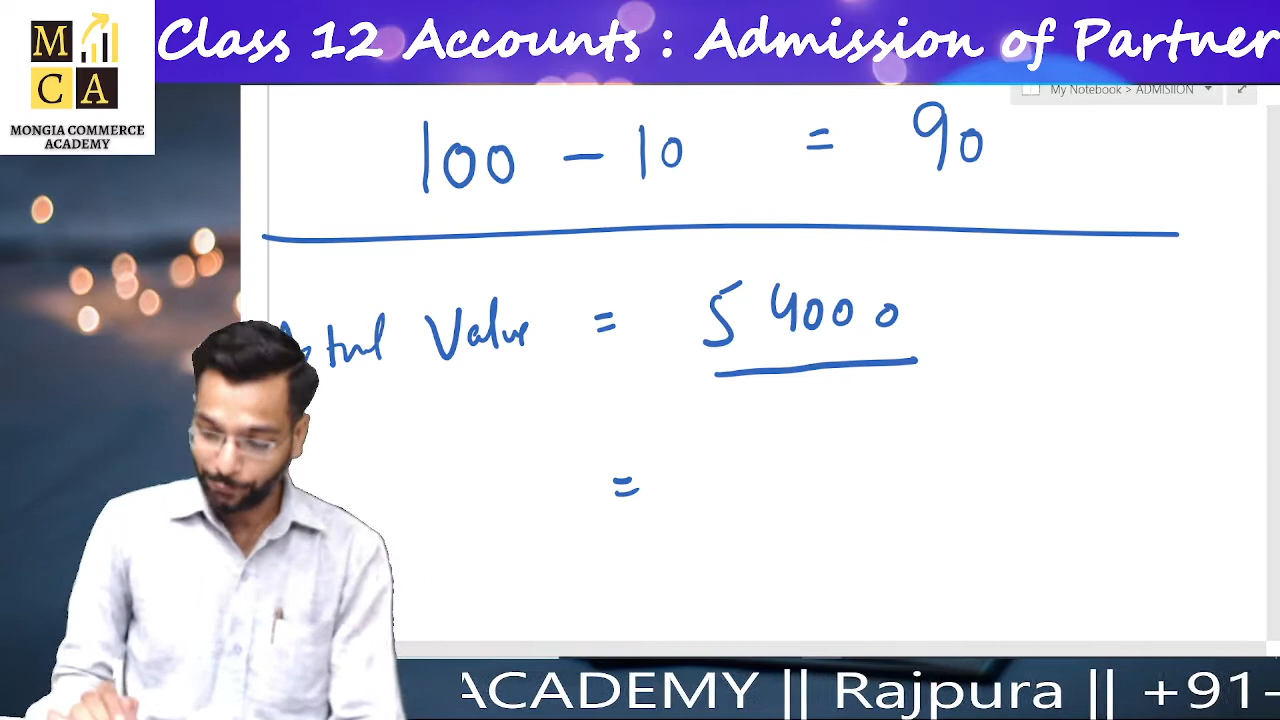 M
C A
MONGIA COMMERCE
ACADEMY
Class 12 Accounts : Admission of Partner
My Notebook > ADMISIION
100 - 10 = 90
Value = 54000
=
ACADEMY || Rajpura || +91-